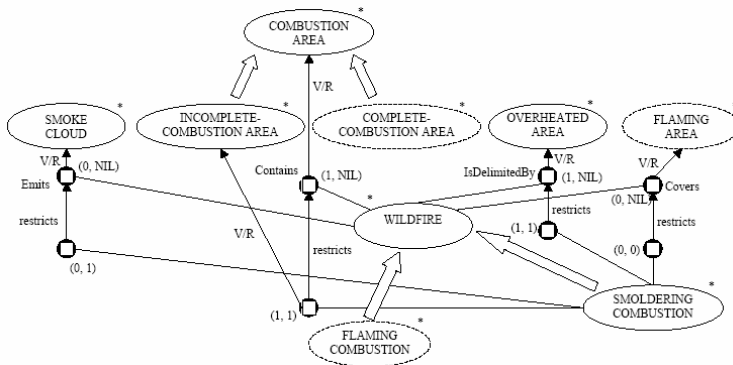 COMBUSTION
AREA
*
V/R
*
SMOKE
CLOUD
*
INCOMPLETE-
COMBUSTION AREA
*
COMPLETE-
COMBUSTION AREA
*
OVERHEATED
AREA
*
FLAMING
AREA
*
V/R
(0, NIL)
Emits
Contains
(1, NIL)
IsDelimitedBy
V/R
(1, NIL)
V/R
Covers
(0, NIL)
restricts
*
WILDFIRE
restricts
restricts
V/R
restricts
(1, 1)
(0, 0)
(0, 1)
(1, 1)
*
SMOLDERING
COMBUSTION
*
FLAMING
COMBUSTION